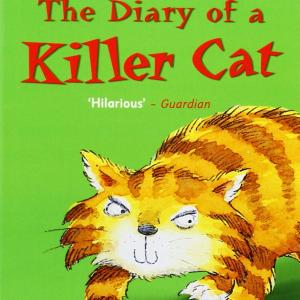 The Diary of a
Killer Cat
‘Hilarious’ – Guardian